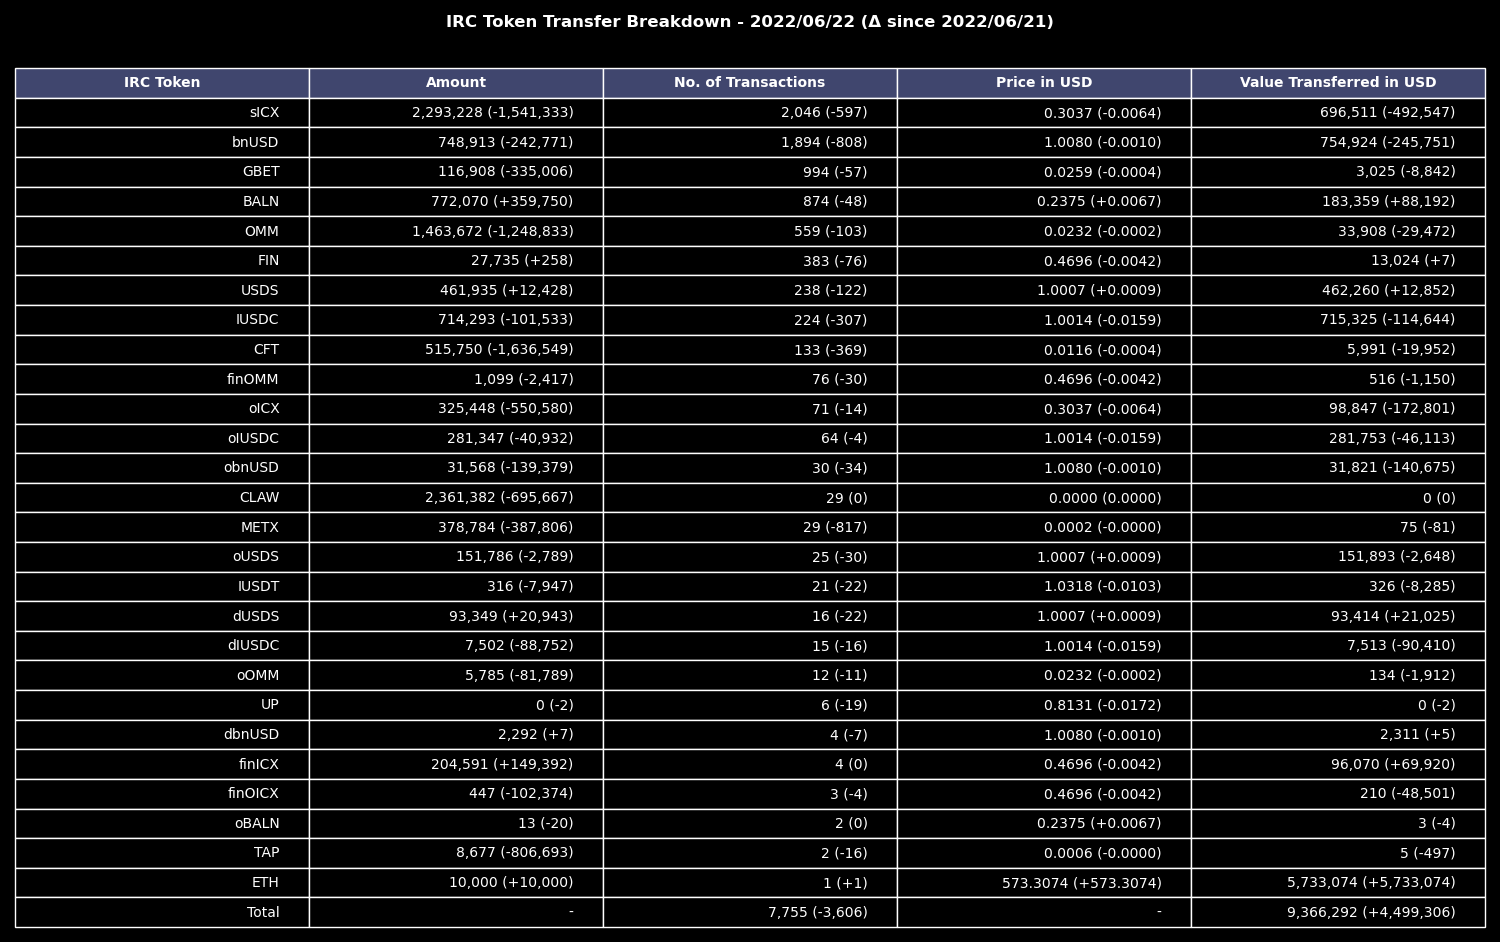 IRC Token Transfer Breakdown - 2022/06/22 (Δ since 2022/06/21)
IRC Token Amount No. of Transactions Price in USD Value Transferred in USD
sICX 2,293,228 (-1,541,333) 2,046 (-597) 0.3037 (-0.0064) 696,511 (-492,547)
bnUSD 748,913 (-242,771) 1,894 (-808) 1.0080 (-0.0010) 754,924 (-245,751)
GBET 116,908 (-335,006) 994 (-57) 0.0259 (-0.0004) 3,025 (-8,842)
BALN 772,070 (+359,750) 874 (-48) 0.2375 (+0.0067) 183,359 (+88,192)
OMM 1,463,672 (-1,248,833) 559 (-103) 0.0232 (-0.0002) 33,908 (-29,472)
FIN 27,735 (+258) 383 (-76) 0.4696 (-0.0042) 13,024 (+7)
USDS 461,935 (+12,428) 238 (-122) 1.0007 (+0.0009) 462,260 (+12,852)
IUSDC 714,293 (-101,533) 224 (-307) 1.0014 (-0.0159) 715,325 (-114,644)
CFT 515,750 (-1,636,549) 133 (-369) 0.0116 (-0.0004) 5,991 (-19,952)
finOMM 1,099 (-2,417) 76 (-30) 0.4696 (-0.0042) 516 (-1,150)
oICX 325,448 (-550,580) 71 (-14) 0.3037 (-0.0064) 98,847 (-172,801)
oIUSDC 281,347 (-40,932) 64 (-4) 1.0014 (-0.0159) 281,753 (-46,113)
obnUSD 31,568 (-139,379) 30 (-34) 1.0080 (-0.0010) 31,821 (-140,675)
CLAW 2,361,382 (-695,667) 29 (0) 0.0000 (0.0000) 0 (0)
METX 378,784 (-387,806) 29 (-817) 0.0002 (-0.0000) 75 (-81)
oUSDS 151,786 (-2,789) 25 (-30) 1.0007 (+0.0009) 151,893 (-2,648)
IUSDT 316 (-7,947) 21 (-22) 1.0318 (-0.0103) 326 (-8,285)
dUSDS 93,349 (+20,943) 16 (-22) 1.0007 (+0.0009) 93,414 (+21,025)
dIUSDC 7,502 (-88,752) 15 (-16) 1.0014 (-0.0159) 7,513 (-90,410)
oOMM 5,785 (-81,789) 12 (-11) 0.0232 (-0.0002) 134 (-1,912)
UP 0 (-2) 6 (-19) 0.8131 (-0.0172) 0 (-2)
dbnUSD 2,292 (+7) 4 (-7) 1.0080 (-0.0010) 2,311 (+5)
finICX 204,591 (+149,392) 4 (0) 0.4696 (-0.0042) 96,070 (+69,920)
finOICX 447 (-102,374) 3 (-4) 0.4696 (-0.0042) 210 (-48,501)
oBALN 13 (-20) 2 (0) 0.2375 (+0.0067) 3 (-4)
TAP 8,677 (-806,693) 2 (-16) 0.0006 (-0.0000) 5 (-497)
ETH 10,000 (+10,000) 1 (+1) 573.3074 (+573.3074) 5,733,074 (+5,733,074)
Total - 7,755 (-3,606) - 9,366,292 (+4,499,306)